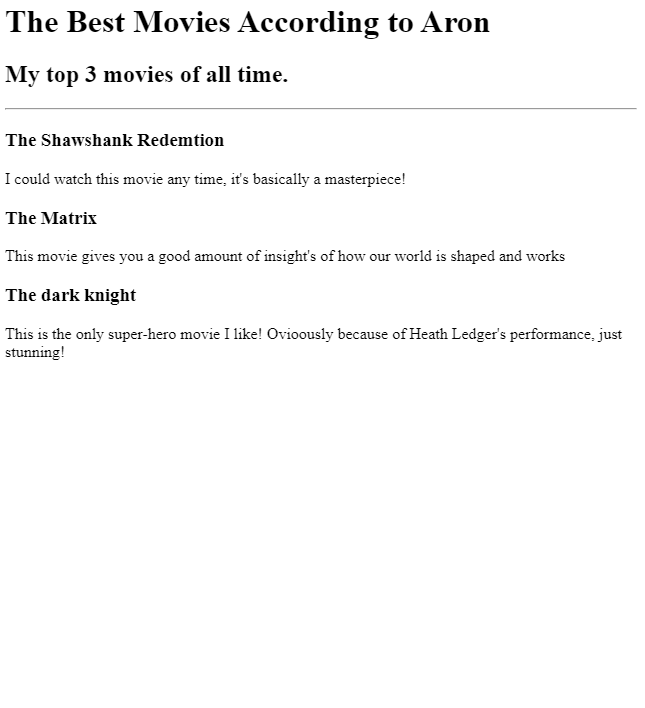 The Best Movies According to Aron
My top 3 movies of all time.
The Shawshank Redemtion
I could watch this movie any time, it's basically a masterpiece!
The Matrix
This movie gives you a good amount of insight's of how our world is shaped and works
The dark knight
This is the only super-hero movie I like! Ovioously because of Heath Ledger's performance, just
stunning!